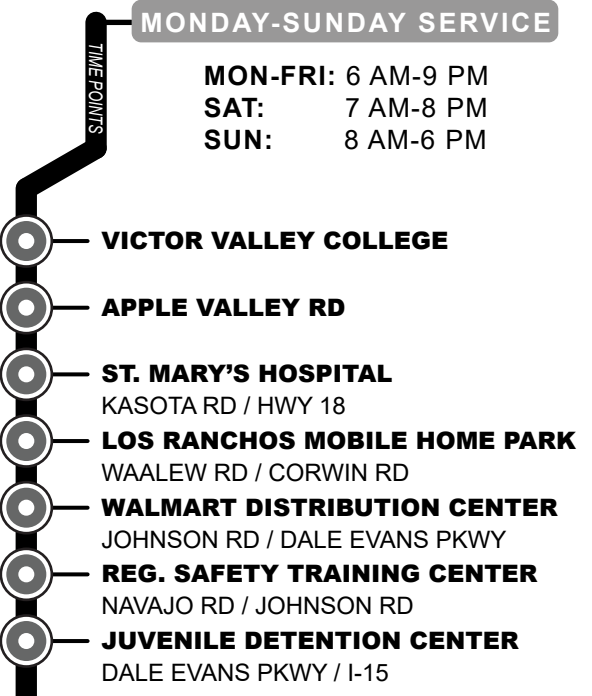 MONDAY-SUNDAY SERVICE
TIME POINTS
MON-FRI: 6 AM-9 PM
SAT: 7 AM-8 PM
SUN: 8 AM-6 PM
VICTOR VALLEY COLLEGE
APPLE VALLEY RD
ST. MARY'S HOSPITAL
KASOTA RD / HWY 18
LOS RANCHOS MOBILE HOME PARK
WAALEW RD / CORWIN RD
WALMART DISTRIBUTION CENTER
JOHNSON RD / DALE EVANS PKWY
REG. SAFETY TRAINING CENTER
NAVAJO RD / JOHNSON RD
JUVENILE DETENTION CENTER
DALE EVANS PKWY / I-15